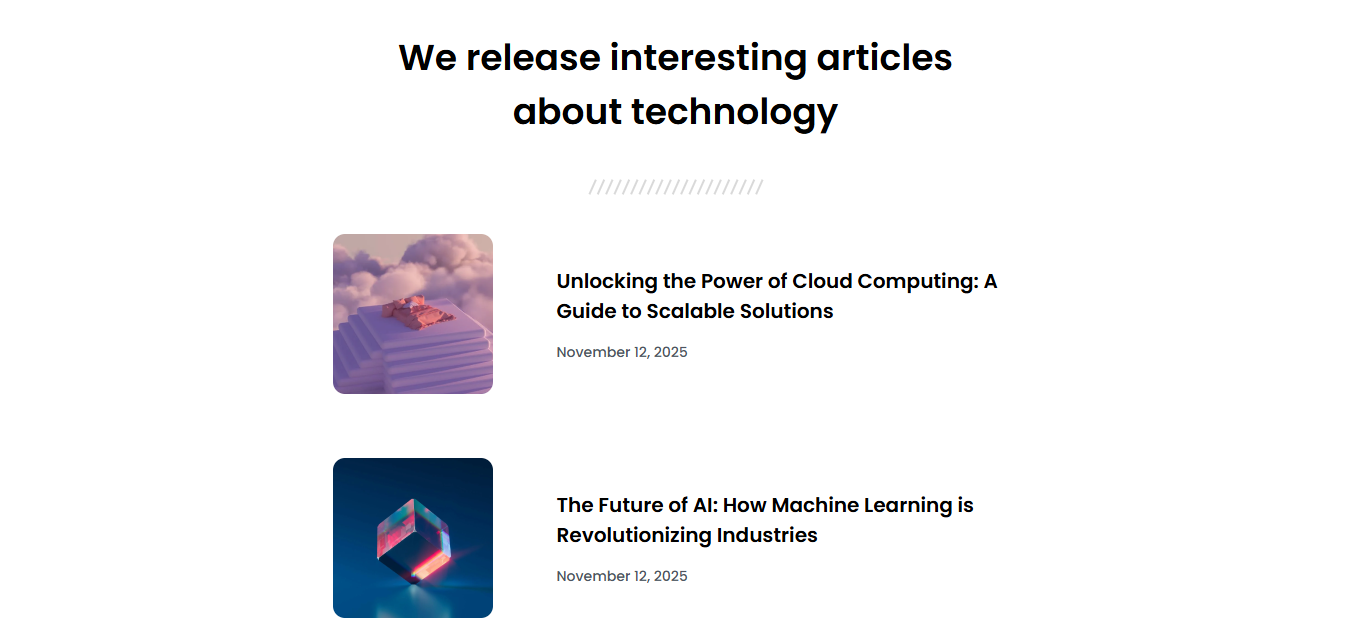 We release interesting articles
about technology
Unlocking the Power of Cloud Computing: A
Guide to Scalable Solutions
November 12, 2025
The Future of AI: How Machine Learning is
Revolutionizing Industries
November 12, 2025